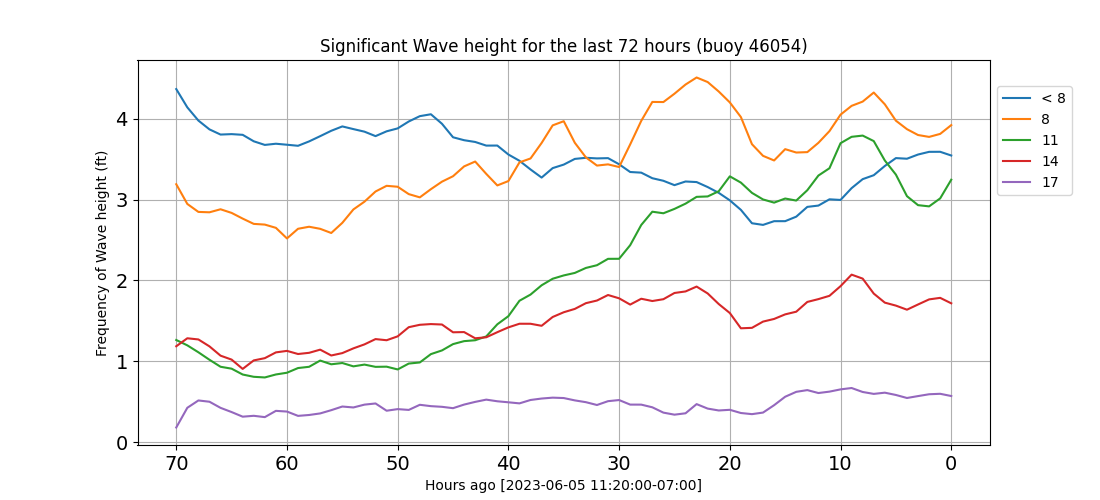 Significant Wave height for the last 72 hours (buoy 46054)
Frequency of Wave height (ft)
4
3
2
1
0
70 60 50 40 30 20 10 0
Hours ago [2023-06-05 11:20:00-07:00]
< 8
8
11
14
17